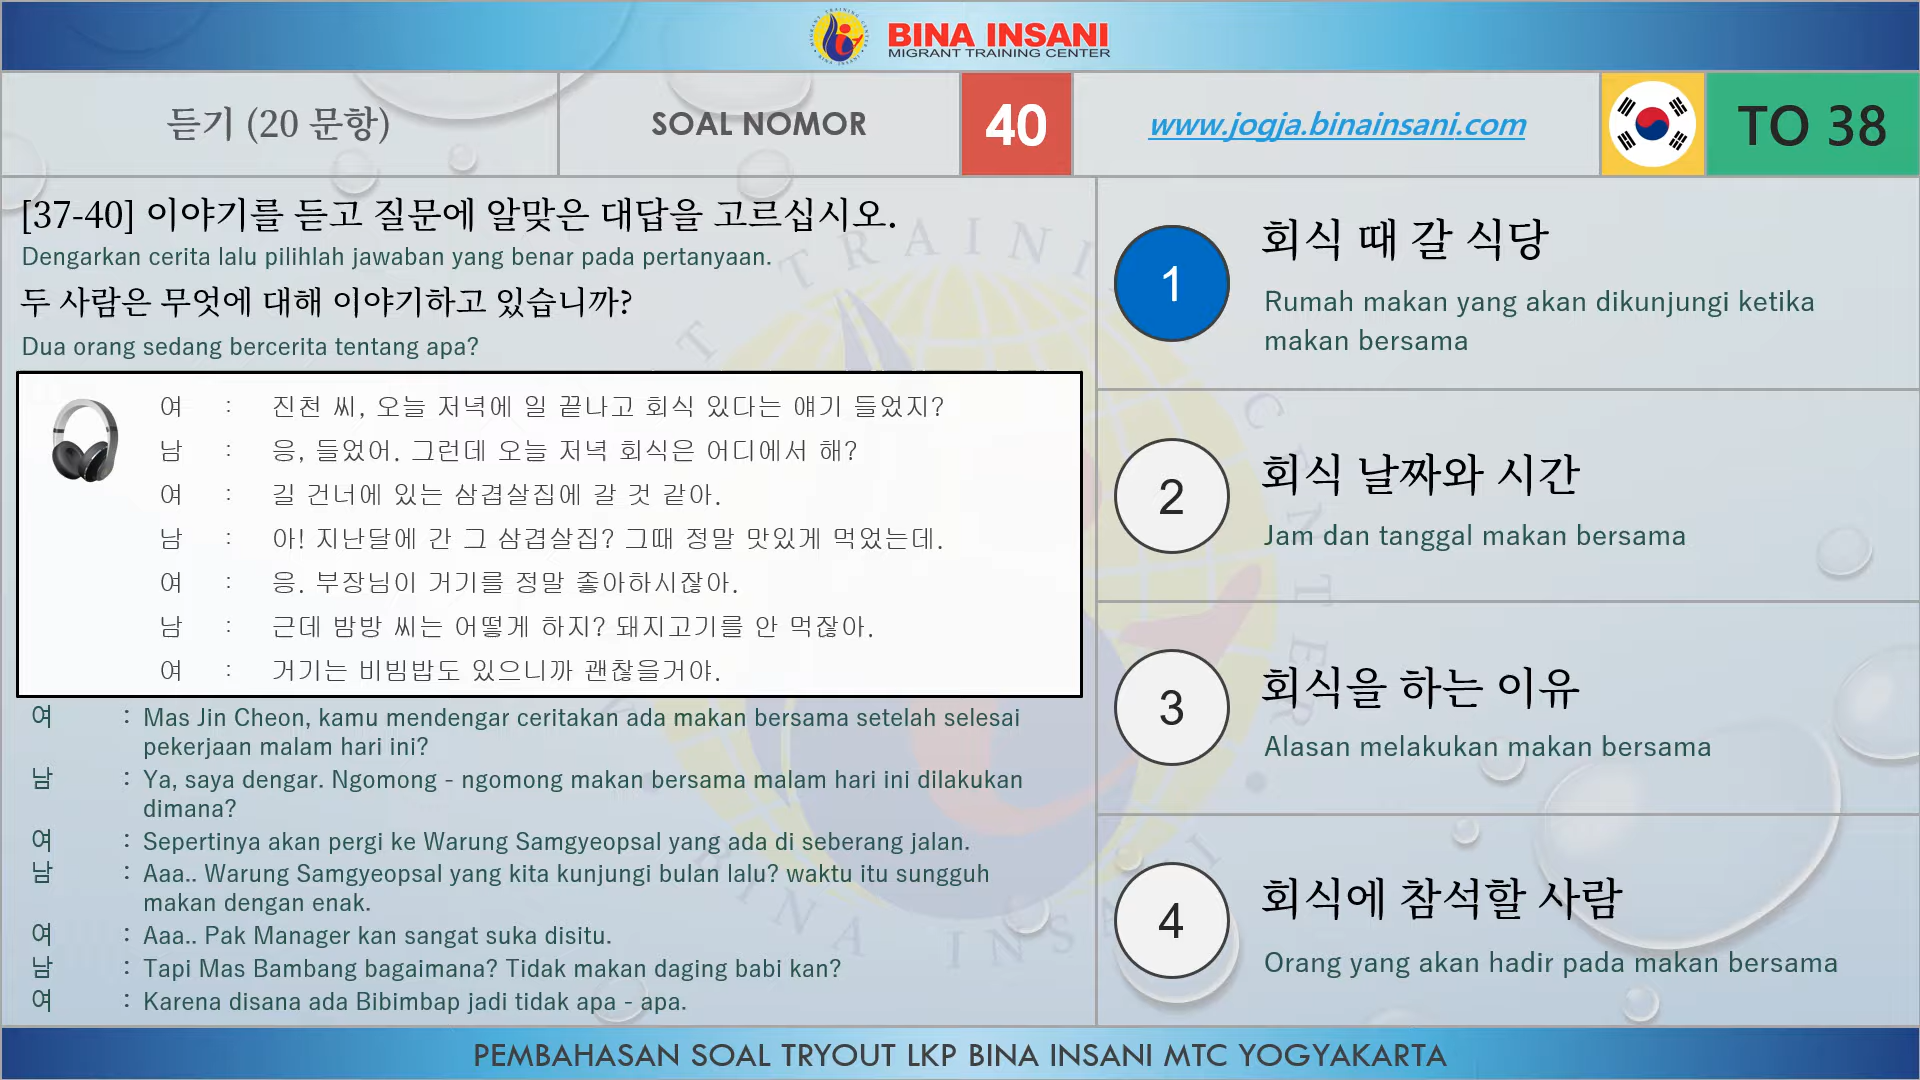 BINA INSANI
MIGRANT TRAINING CENTER
듣기 (20 문항)
SOAL NOMOR
40
www.jogja.binainsani.com
TO 38
[37-40] 이야기를 듣고 질문에 알맞은 대답을 고르십시오.
Dengarkan cerita lalu pilihlah jawaban yang benar pada pertanyaan.
두 사람은 무엇에 대해 이야기하고 있습니까?
Dua orang sedang bercerita tentang apa?
여 : 진천 씨, 오늘 저녁에 일 끝나고 회식 있다는 얘기 들었지?
남 : 응, 들었어. 그런데 오늘 저녁 회식은 어디에서 해?
여 : 길 건너에 있는 삼겹살집에 갈 것 같아.
남 : 아! 지난달에 간 그 삼겹살집? 그때 정말 맛있게 먹었는데.
여 : 응. 부장님이 거기를 정말 좋아하시잖아.
남 : 근데 밤방 씨는 어떻게 하지? 돼지고기를 안 먹잖아.
여 : 거기는 비빔밥도 있으니까 괜찮을거야.
여 : Mas Jin Cheon, kamu mendengar ceritakan ada makan bersama setelah selesai
pekerjaan malam hari ini?
남 : Ya, saya dengar. Ngomong - ngomong makan bersama malam hari ini dilakukan
dimana?
여 : Sepertinya akan pergi ke Warung Samgyeopsal yang ada di seberang jalan.
남 : Aaa.. Warung Samgyeopsal yang kita kunjungi bulan lalu? waktu itu sungguh
makan dengan enak.
여 : Aaa.. Pak Manager kan sangat suka disitu.
남 : Tapi Mas Bambang bagaimana? Tidak makan daging babi kan?
여 : Karena disana ada Bibimbap jadi tidak apa - apa.
1
회식 때 갈 식당
Rumah makan yang akan dikunjungi ketika
makan bersama
2
회식 날짜와 시간
Jam dan tanggal makan bersama
3
회식을 하는 이유
Alasan melakukan makan bersama
4
회식에 참석할 사람
Orang yang akan hadir pada makan bersama
PEMBAHASAN SOAL TRYOUT LKP BINA INSANI MTC YOGYAKARTA